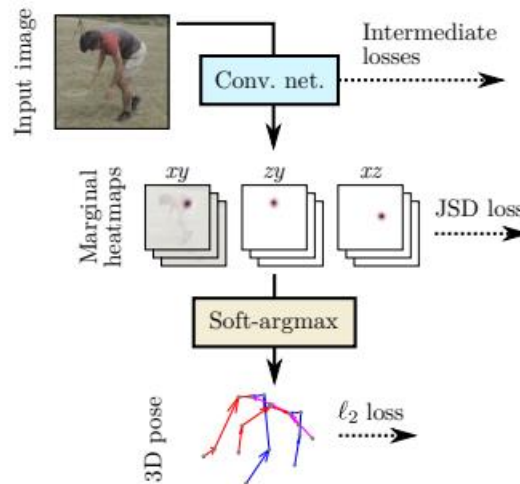 Input image
Conv. net.
Intermediate
losses
Marginal
heatmaps
xy
zy
xz
JSD loss
Soft-argmax
3D pose
ℓ₂ loss